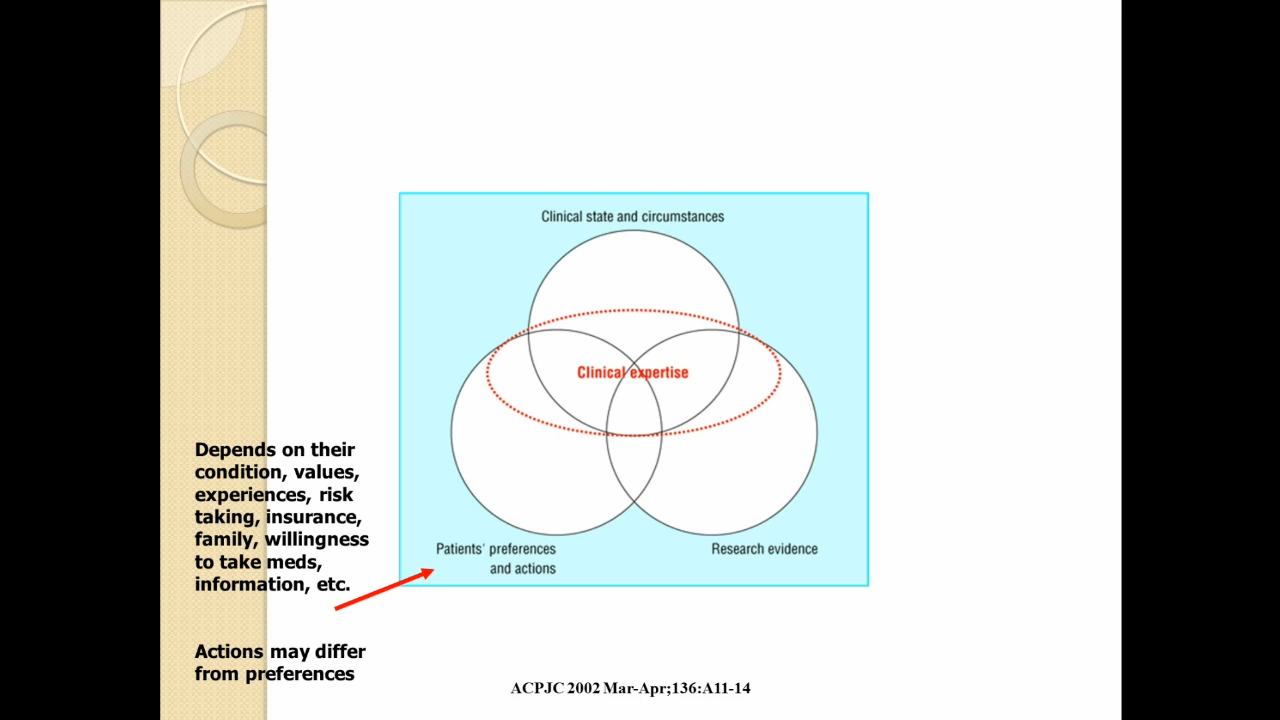 Clinical state and circumstances
Clinical expertise
Depends on their
condition, values,
experiences, risk
taking, insurance,
family, willingness
to take meds,
information, etc.
Patients' preferences
and actions
Research evidence
Actions may differ
from preferences
ACPJC 2002 Mar-Apr;136:A11-14